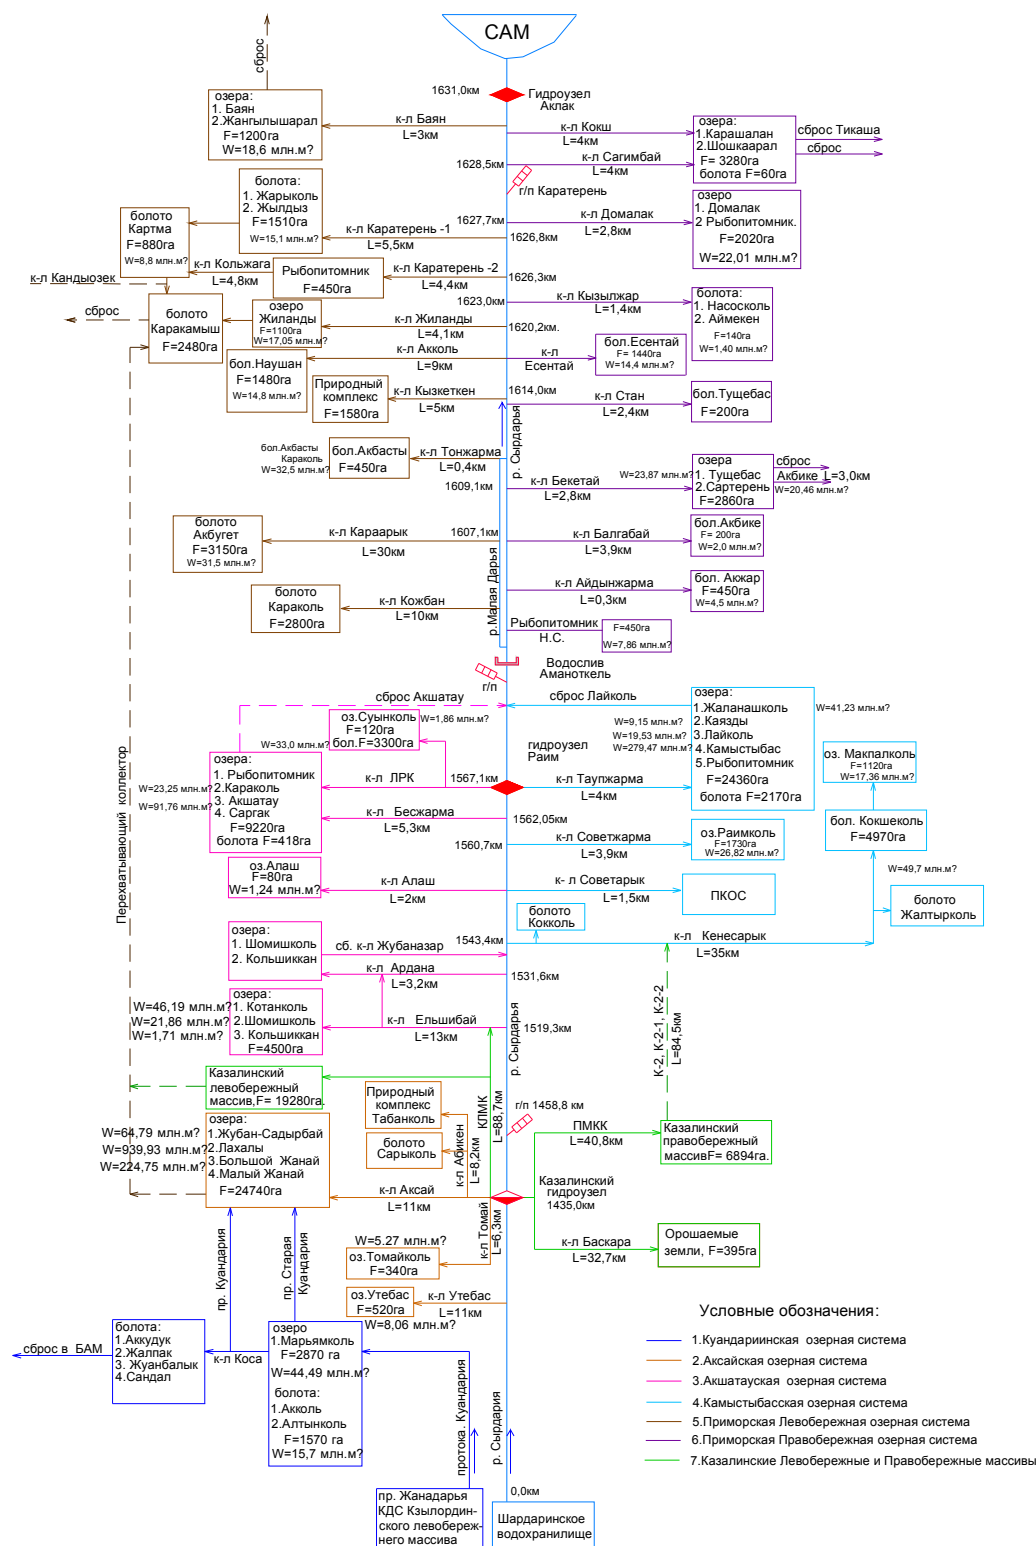 САМ
сброс
1631,0км
Гидроузел
Аклак
озера:
1. Баян
2.Жангылышарал
F=1200га
W=18,6 млн.м?
к-л Баян
L=3км
к-л Кокш
L=4км
озера:
1.Карашалан
2.Шошкаарал
F= 3280га
болота F=60га
сброс Тикаша
сброс
1628,5км
к-л Сагимбай
L=4км
г/п Каратерень
болота:
1. Жарыколь
2. Жылдыз
F=1510га
W=15,1 млн.м?
болото
Картма
F=880га
W=8,8 млн.м?
1627,7км
к-л Домалак
L=2,8км
озеро
1. Домалак
2 Рыбопитомник.
F=2020га
W=22,01 млн.м?
к-л Каратерень -1
L=5,5км
1626,8км
к-л Кольжага
L=4,8км
Рыбопитомник
F=450га
к-л Каратерень -2
L=4,4км
1626,3км
к-л Кандыозек
сброс
болото
Каракамыш
F=2480га
озеро
Жиланды
F=1100га
W=17,05 млн.м?
1623,0км
к-л Кызылжар
L=1,4км
болота:
1. Насосколь
2. Аймекен
F=140га
W=1,40 млн.м?
к-л Жиланды
L=4,1км
1620,2км.
бол.Наушан
F=1480га
W=14,8 млн.м?
к-л Акколь
L=9км
к-л
Есентай
бол.Есентай
F= 1440га
W=14,4 млн.м?
Природный
комплекс
F=1580га
к-л Кызкеткен
L=5км
1614,0км
к-л Стан
L=2,4км
бол.Тущебас
F=200га
р. Сырдарья
бол.Акбасты
Караколь
W=32,5 млн.м?
бол.Акбасты
F=450га
к-л Тонжарма
L=0,4км
1609,1км
к-л Бекетай
L=2,8км
W=23,87 млн.м?
озера
1. Тущебас
2. Сартерень
F=2860га
сброс
Акбике L=3,0км
W=20,46 млн.м?
болото
Акбугет
F=3150га
W=31,5 млн.м?
к-л Караарык
L=30км
1607,1км
к-л Балгабай
L=3,9км
бол.Акбике
F= 200га
W=2,0 млн.м?
р.Малая Дарья
к-л Айдынжарма
L=0,3км
бол. Акжар
F=450га
W=4,5 млн.м?
болото
Караколь
F=2800га
к-л Кожбан
L=10км
Рыбопитомник
Н.С.
F=450га
W=7,86 млн.м?
Водослив
Аманоткель
г/п
сброс Акшатау
сброс Лайколь
оз.Суынколь
F=120га
бол.F=3300га
W=1,86 млн.м?
W=33,0 млн.м?
W=9,15 млн.м?
W=19,53 млн.м?
W=279,47 млн.м?
озера:
1.Жаланашколь
2.Каязды
3.Лайколь
4.Камыстыбас
5.Рыбопитомник
F=24360га
болота F=2170га
W=41,23 млн.м?
гидроузел
Раим
оз. Макпалколь
F=1120га
W=17,36 млн.м?
W=23,25 млн.м?
W=91,76 млн.м?
озера:
1. Рыбопитомник
2.Караколь
3. Акшатау
4. Саргак
F=9220га
болота F=418га
к-л ЛРК
1567,1км
к-л Таупжарма
L=4км
Перехватывающий коллектор
к-л Бесжарма
L=5,3км
1562,05км
бол. Кокшеколь
F=4970га
1560,7км
к-л Советжарма
L=3,9км
оз.Раимколь
F=1730га
W=26,82 млн.м?
оз.Алаш
F=80га
W=1,24 млн.м?
к-л Алаш
L=2км
к- л Советарык
L=1,5км
ПКОС
W=49,7 млн.м?
болото
Жалтырколь
болото
Кокколь
озера:
1. Шомишколь
2. Кольшиккан
сб. к-л Жубаназар
1543,4км
к-л Кенесарык
L=35км
к-л Ардана
L=3,2км
1531,6км
W=46,19 млн.м?
W=21,86 млн.м?
W=1,71 млн.м?
озера:
1. Котанколь
2.Шомишколь
3. Кольшиккан
F=4500га
к-л Ельшибай
L=13км
1519,3км
р. Сырдарья
К-2, К-2-1, К-2-2
L=84,5км
Казалинский
левобережный
массив,F= 19280га.
КЛМК
L=88,7км
Природный
комплекс
Табанколь
болото
Сарыколь
к-л Абикен
L=8,2км
г/п 1458,8 км
ПМКК
L=40,8км
Казалинский
правобережный
массивF= 6894га.
W=64,79 млн.м?
W=939,93 млн.м?
W=224,75 млн.м?
озера:
1.Жубан-Садырбай
2.Лахалы
3.Большой Жанай
4.Малый Жанай
F=24740га
к-л Аксай
L=11км
Казалинский
гидроузел
1435,0км
к-л Томай
L=6,3км
к-л Баскара
L=32,7км
Орошаемые
земли, F=395га
W=5.27 млн.м?
оз.Томайколь
F=340га
пр. Куандария
пр. Старая
Куандария
оз.Утебас
F=520га
W=8,06 млн.м?
к-л Утебас
L=11км
сброс в БАМ
болота:
1.Аккудук
2.Жалпак
3. Жуанбалык
4.Сандал
к-л Коса
озеро
1.Марьямколь
F=2870 га
W=44,49 млн.м?
болота:
1.Акколь
2.Алтынколь
F=1570 га
W=15,7 млн.м?
протока. Куандария
р. Сырдария
0,0км
пр. Жанадарья
КДС Кзылордин-
ского левобереж-
него массива
Шардаринское
водохранилище
Условные обозначения:
1.Куандариинская озерная система
2.Аксайская озерная система
3.Акшатауская озерная система
4.Камыстыбасская озерная система
5.Приморская Левобережная озерная система
6.Приморская Правобережная озерная система
7.Казалинские Левобережные и Правобережные массивы